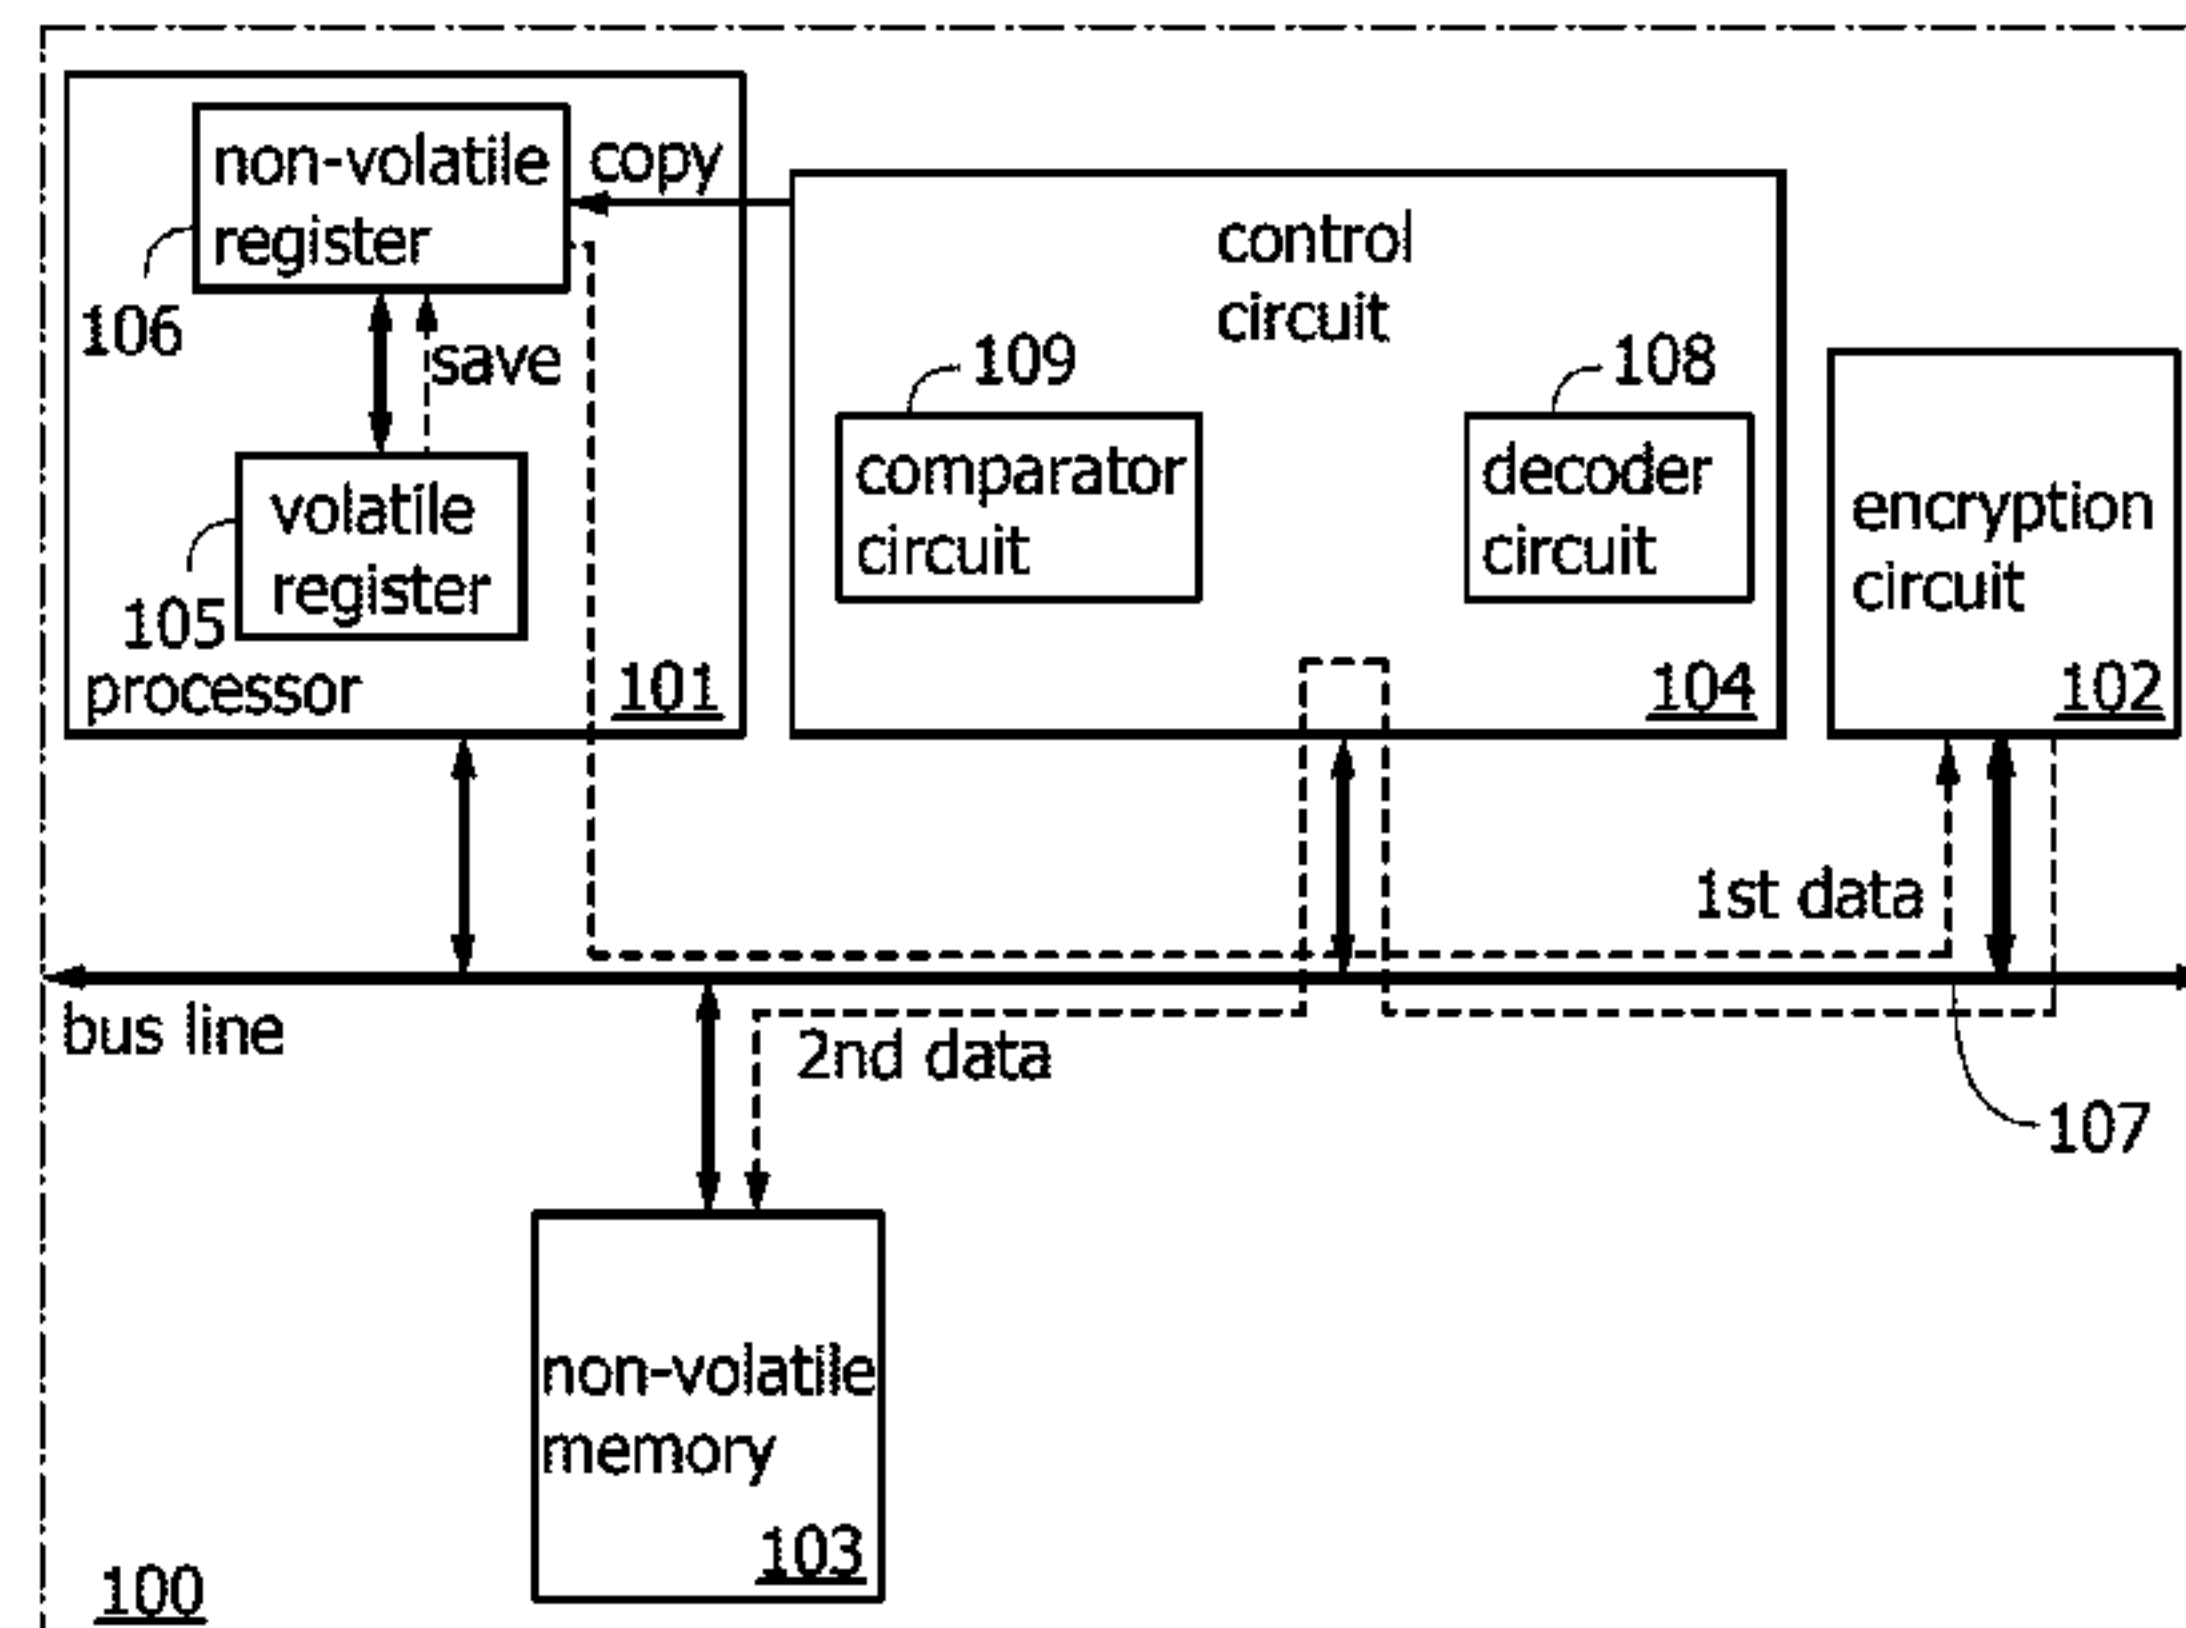 non-volatile
register
copy
106
save
volatile
register
105
processor
101
control
circuit
109
comparator
circuit
108
decoder
circuit
104
encryption
circuit
102
1st data
bus line
2nd data
107
non-volatile
memory
103
100